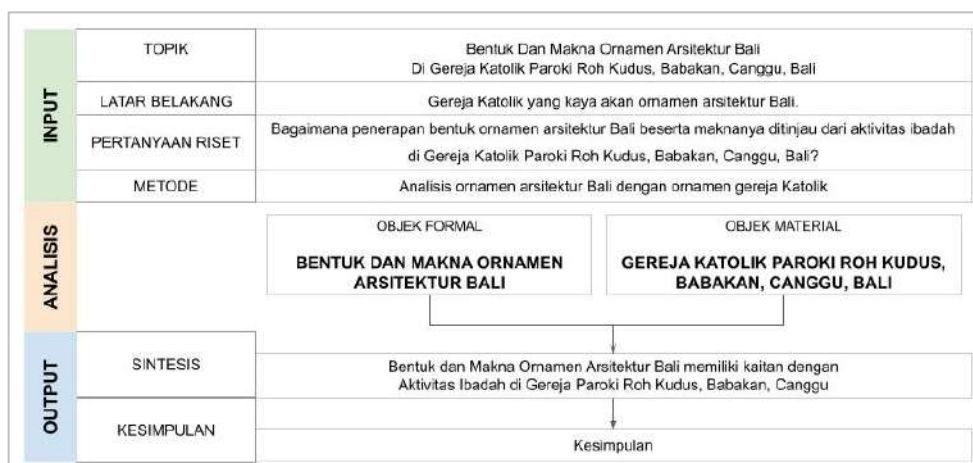 INPUT
TOPIK
Bentuk Dan Makna Ornamen Arsitektur Bali
Di Gereja Katolik Paroki Roh Kudus, Babakan, Canggu, Bali
LATAR BELAKANG
Gereja Katolik yang kaya akan ornamen arsitektur Bali.
PERTANYAAN RISET
Bagaimana penerapan bentuk ornamen arsitektur Bali beserta maknanya ditinjau dari aktivitas ibadah
di Gereja Katolik Paroki Roh Kudus, Babakan, Canggu, Bali?
METODE
Analisis ornamen arsitektur Bali dengan ornamen gereja Katolik
ANALISIS
OBJEK FORMAL
BENTUK DAN MAKNA ORNAMEN
ARSITEKTUR BALI
OBJEK MATERIAL
GEREJA KATOLIK PAROKI ROH KUDUS,
BABAKAN, CANGGU, BALI
OUTPUT
SINTESIS
Bentuk dan Makna Ornamen Arsitektur Bali memiliki kaitan dengan
Aktivitas Ibadah di Gereja Paroki Roh Kudus, Babakan, Canggu
KESIMPULAN
Kesimpulan